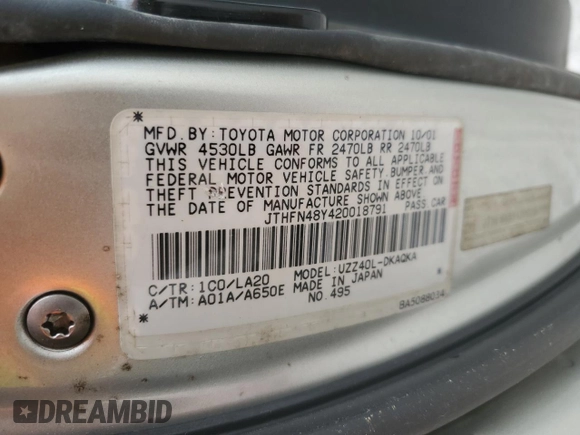 MFD. BY: TOYOTA MOTOR CORPORATION 10/01
GVWR 4530LB GAWR FR 2470LB RR 2470LB
THIS VEHICLE CONFORMS TO ALL APPLICABLE
FEDERAL MOTOR VEHICLE SAFETY, BUMPER, AND
THEFT PREVENTION STANDARDS IN EFFECT ON
THE DATE OF MANUFACTURE SHOWN ABOVE.
JTHFN48Y420018791 PASS. CAR
C/TR: 1C0/LA20 MODEL: UZZ40L-DKAQKA
A/TM: A01A/A650E MADE IN JAPAN
NO. 495
BA5088034
DREAMBID